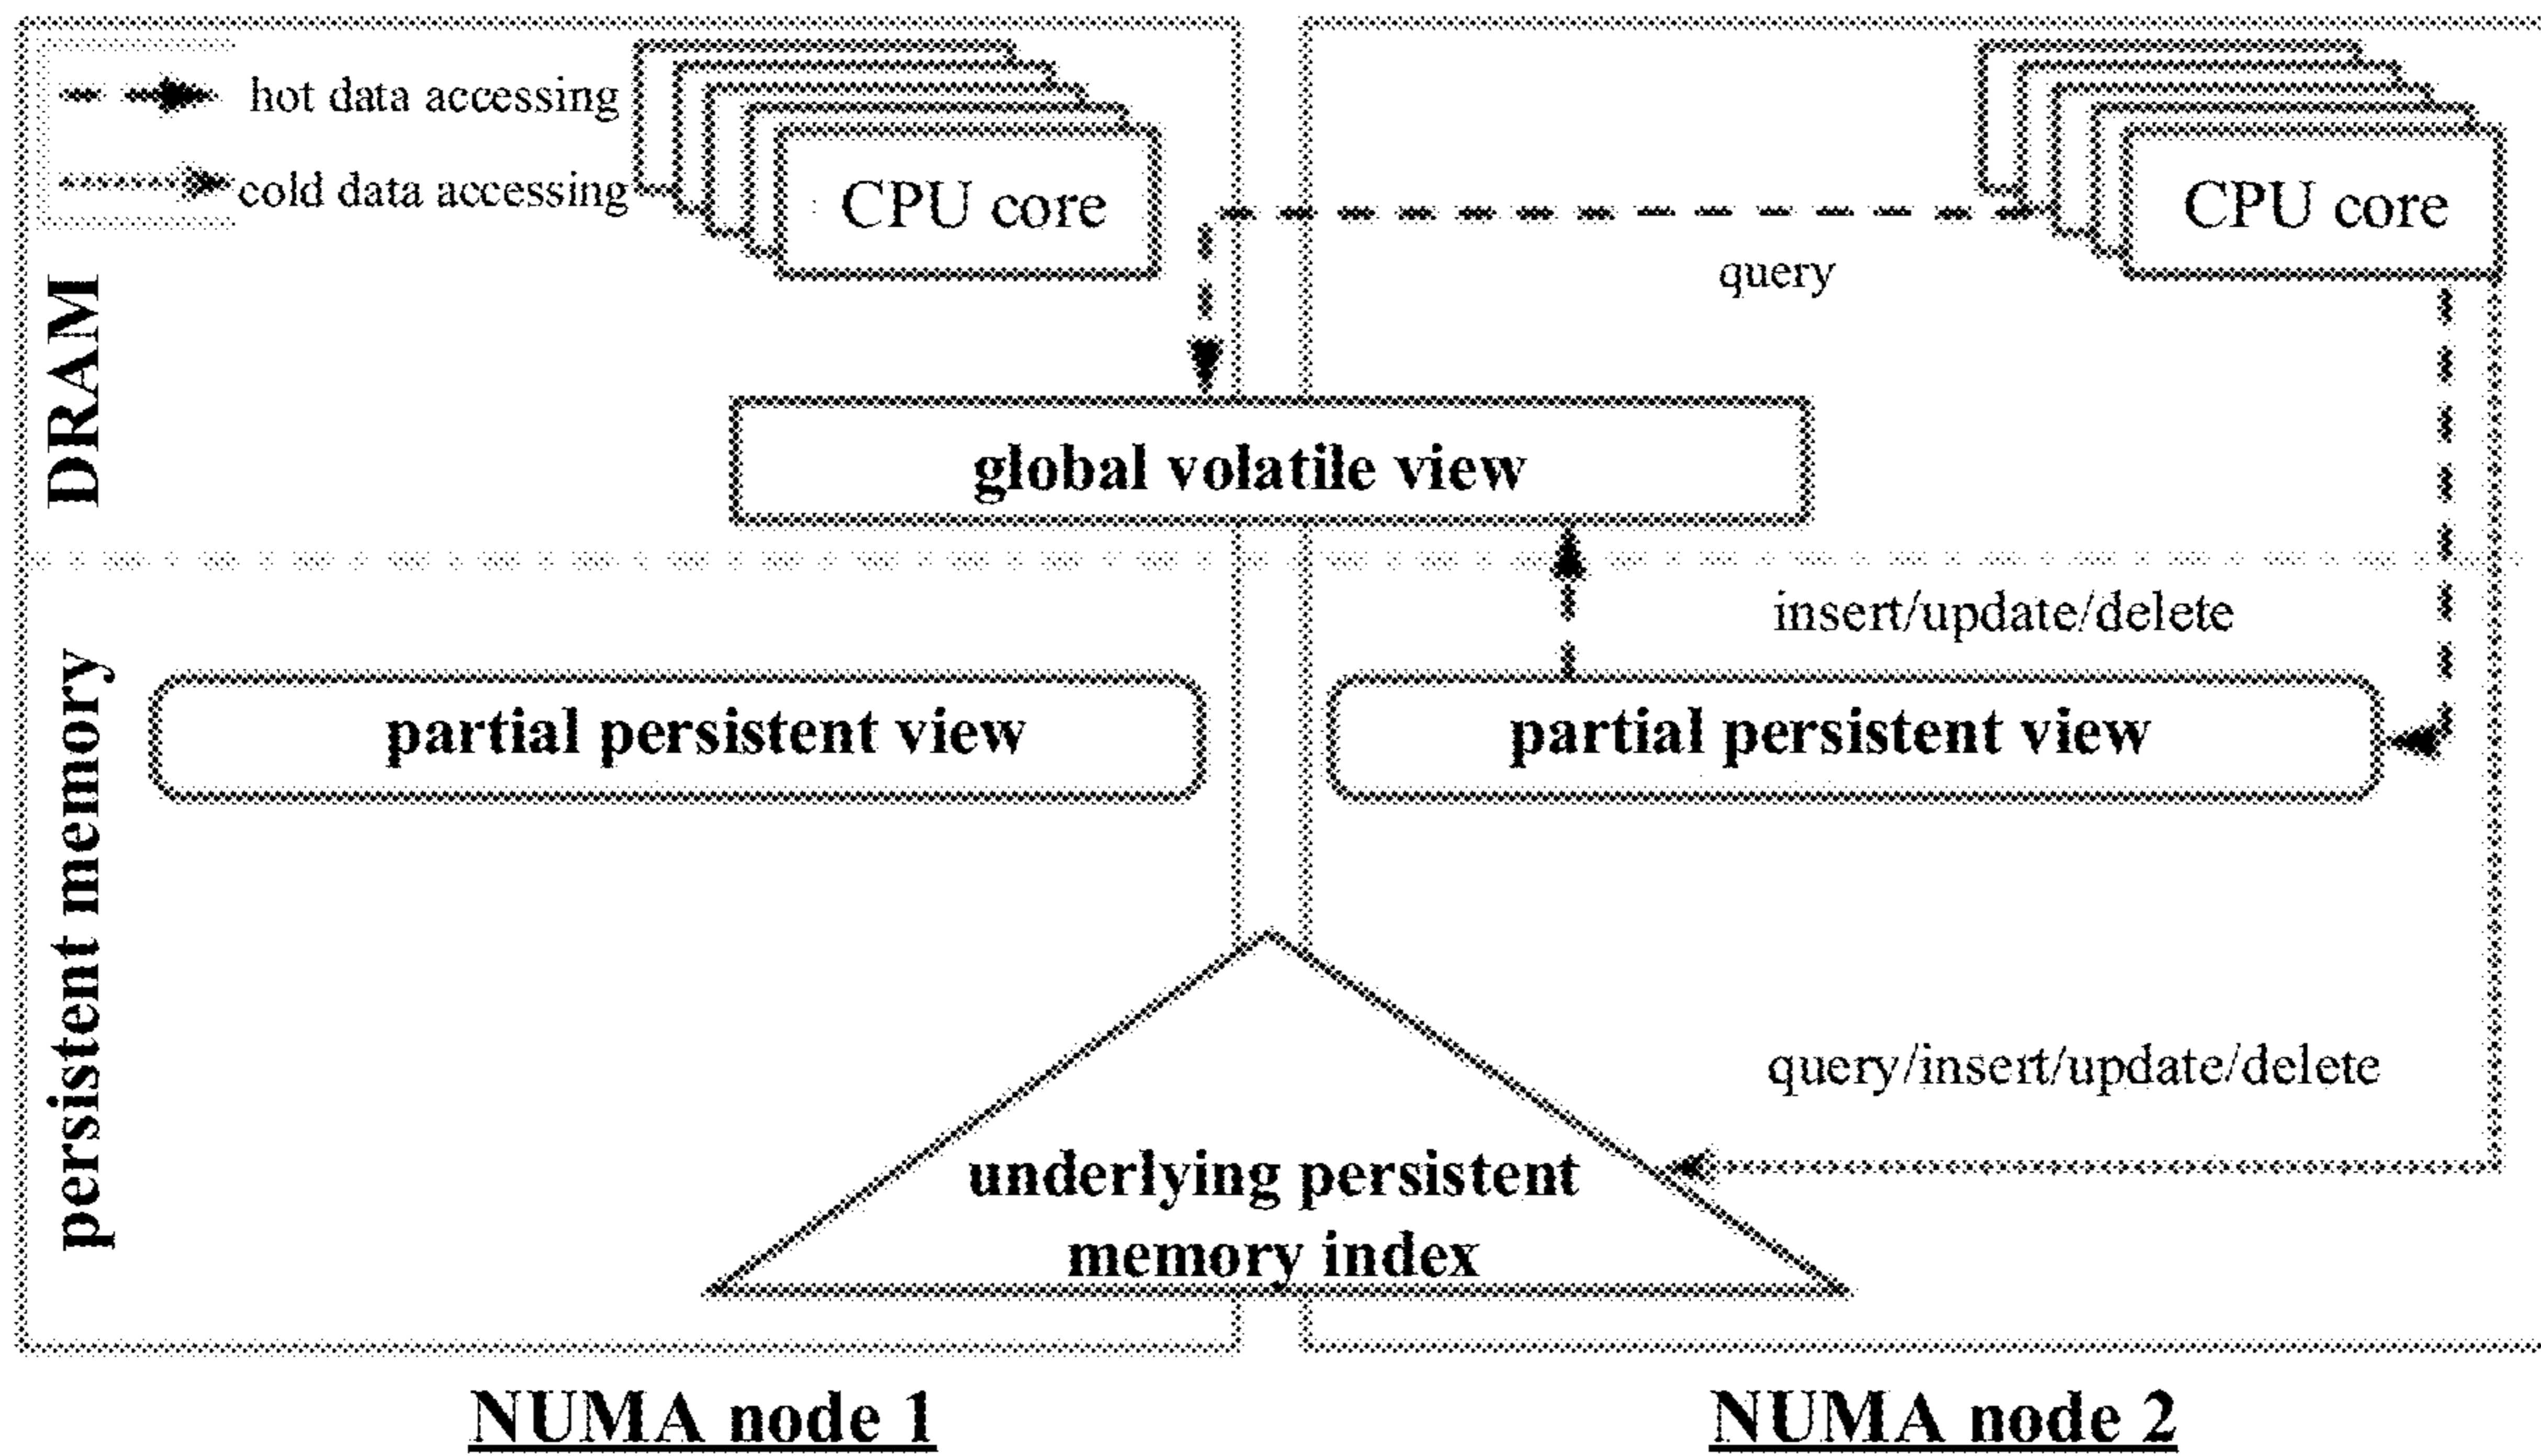 hot data accessing
cold data accessing
CPU core
CPU core
query
DRAM
global volatile view
insert/update/delete
persistent memory
partial persistent view
partial persistent view
query/insert/update/delete
underlying persistent
memory index
NUMA node 1
NUMA node 2